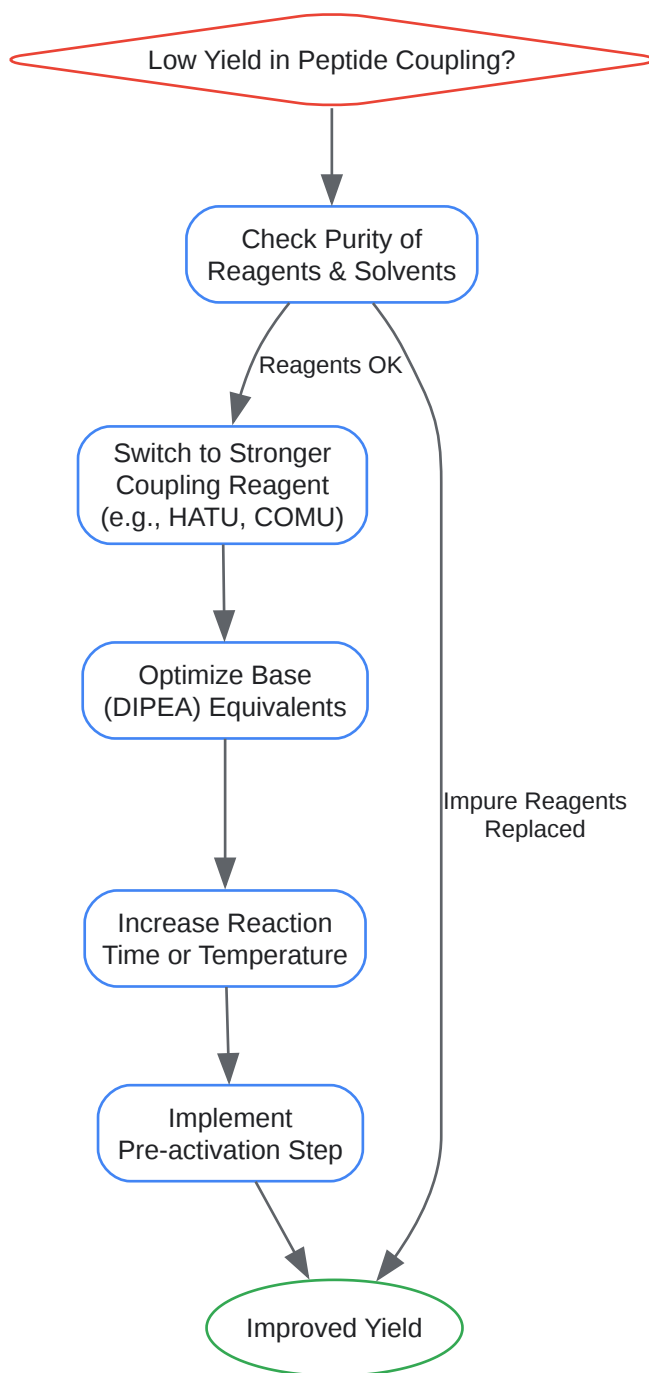 Low Yield in Peptide Coupling?
Check Purity of
Reagents & Solvents
Reagents OK
Switch to Stronger
Coupling Reagent
(e.g., HATU, COMU)
Optimize Base
(DIPEA) Equivalents
Impure Reagents
Replaced
Increase Reaction
Time or Temperature
Implement
Pre-activation Step
Improved Yield